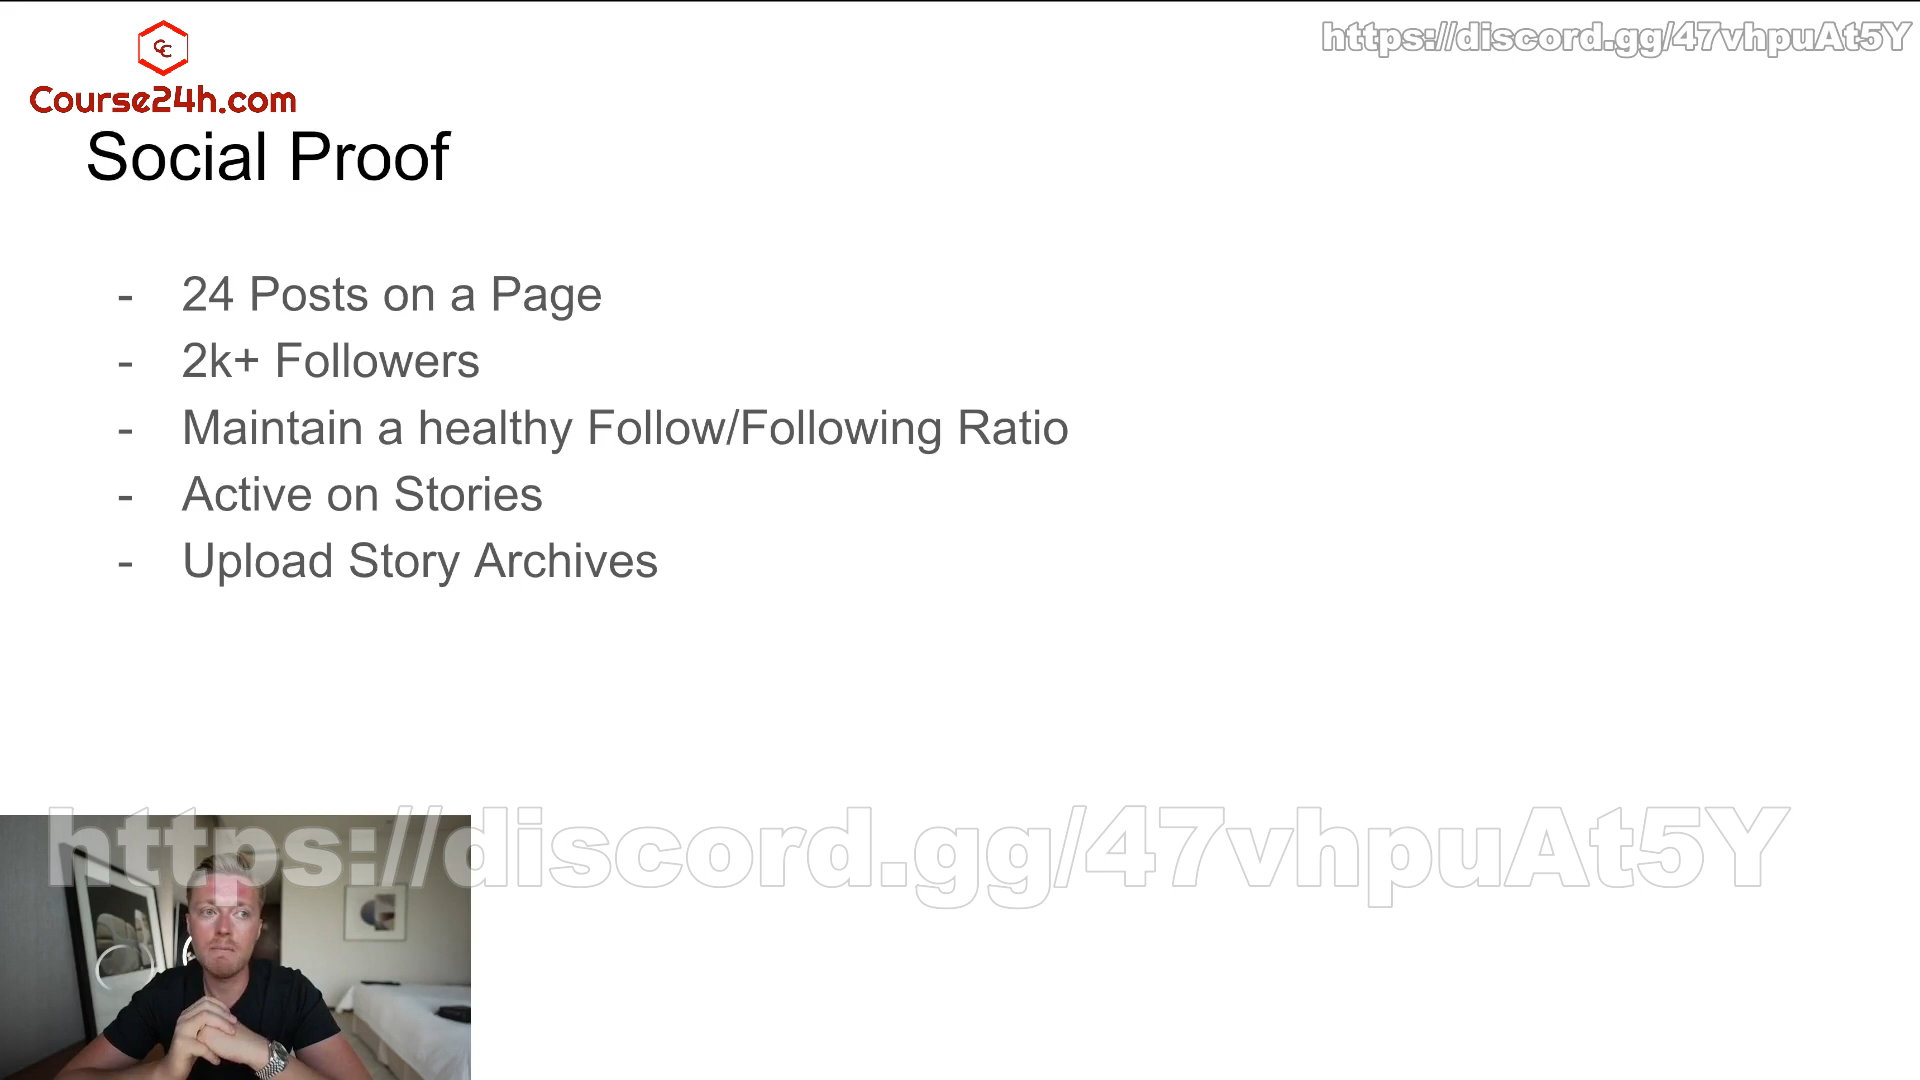 CC
Course24h.com
https://discord.gg/47vhpuAt5Y
Social Proof
- 24 Posts on a Page
- 2k+ Followers
- Maintain a healthy Follow/Following Ratio
- Active on Stories
- Upload Story Archives
https://discord.gg/47vhpuAt5Y